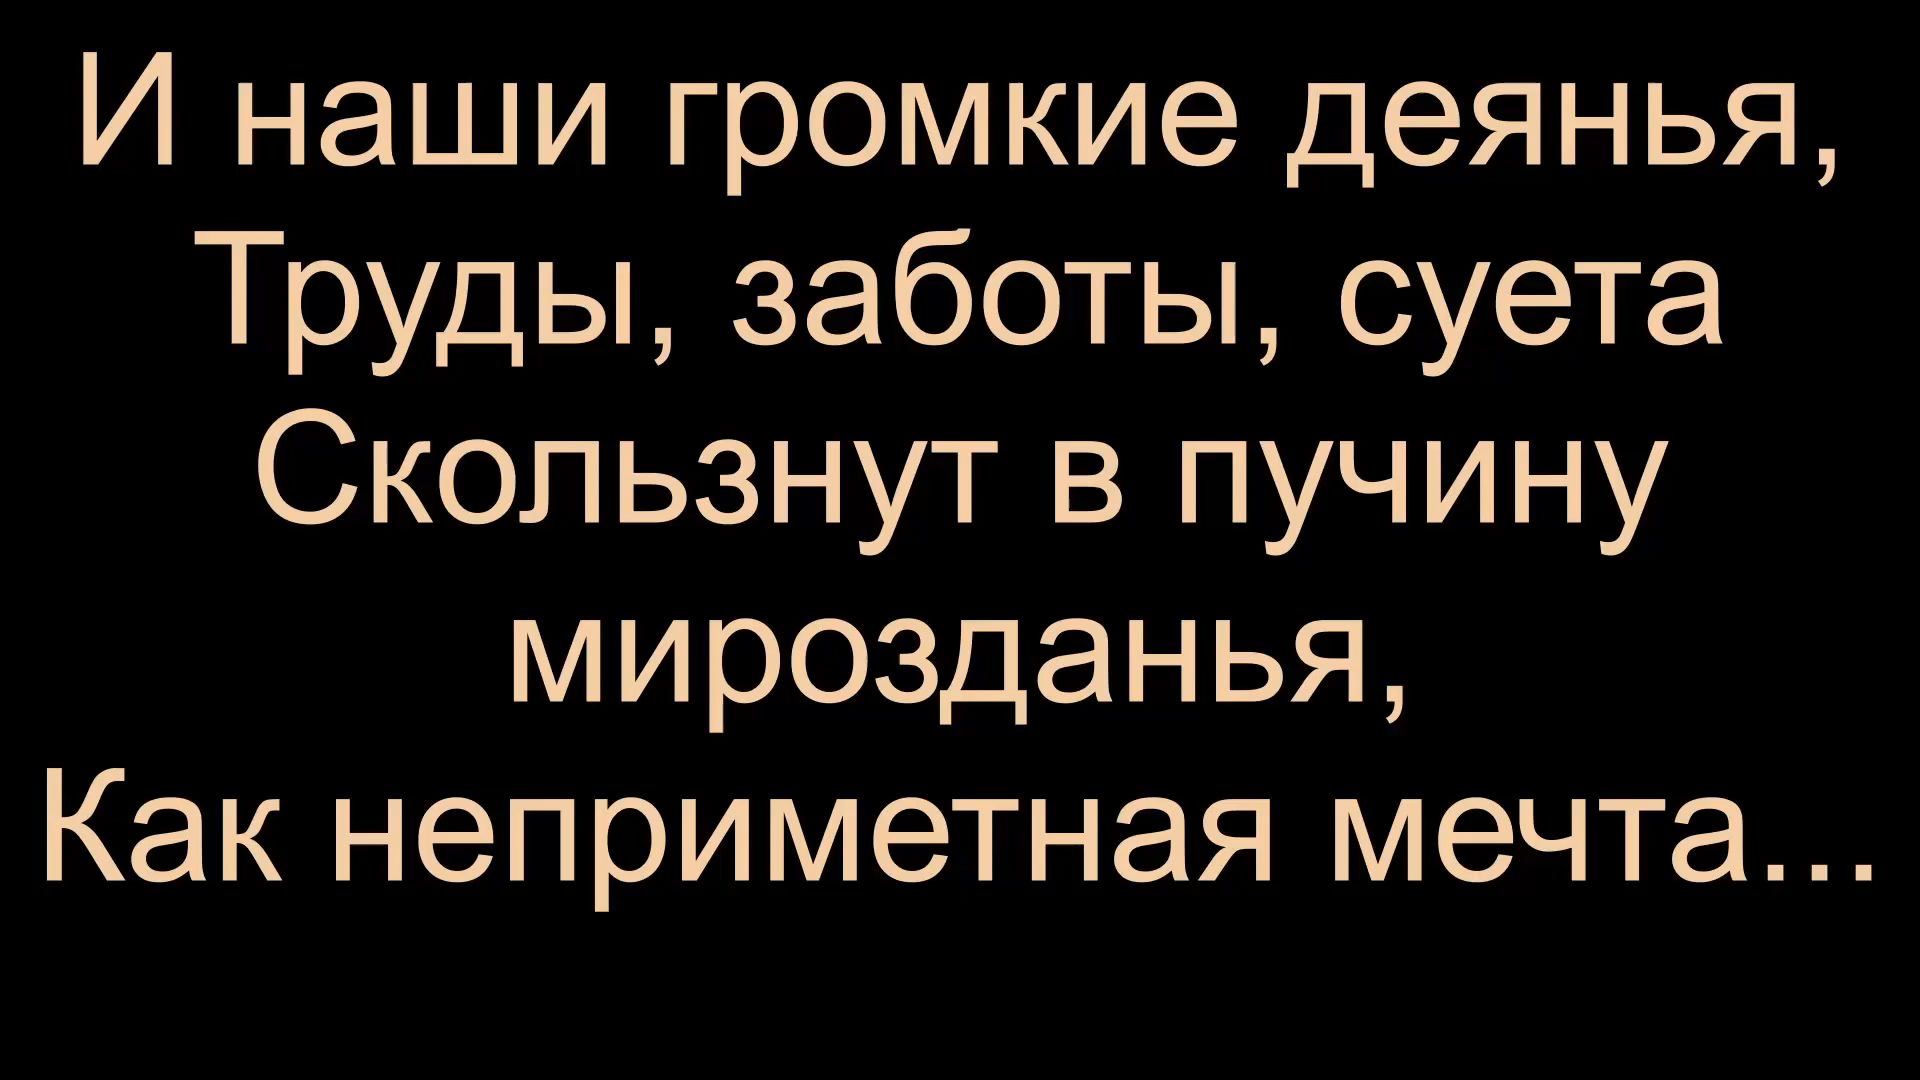 И наши громкие деянья,
Труды, заботы, суета
Скользнут в пучину
мирозданья,
Как неприметная мечта...